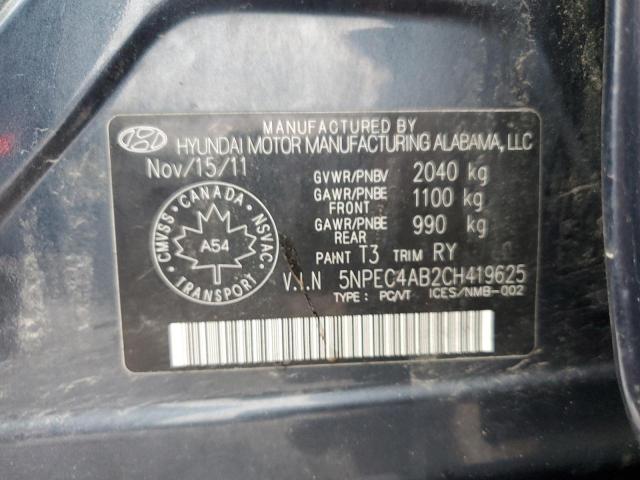 MANUFACTURED BY
HYUNDAI MOTOR MANUFACTURING ALABAMA, LLC
Nov/15/11
GVWR/PNBV 2040 kg
GAWR/PNBE FRONT 1100 kg
GAWR/PNBE REAR 990 kg
PAINT T3 TRIM RY
V.I.N 5NPEC4AB2CH419625
TYPE : PC/VT ICES/NMB-002
CANADA
CMVSS
NSVAC
A54
TRANSPORT